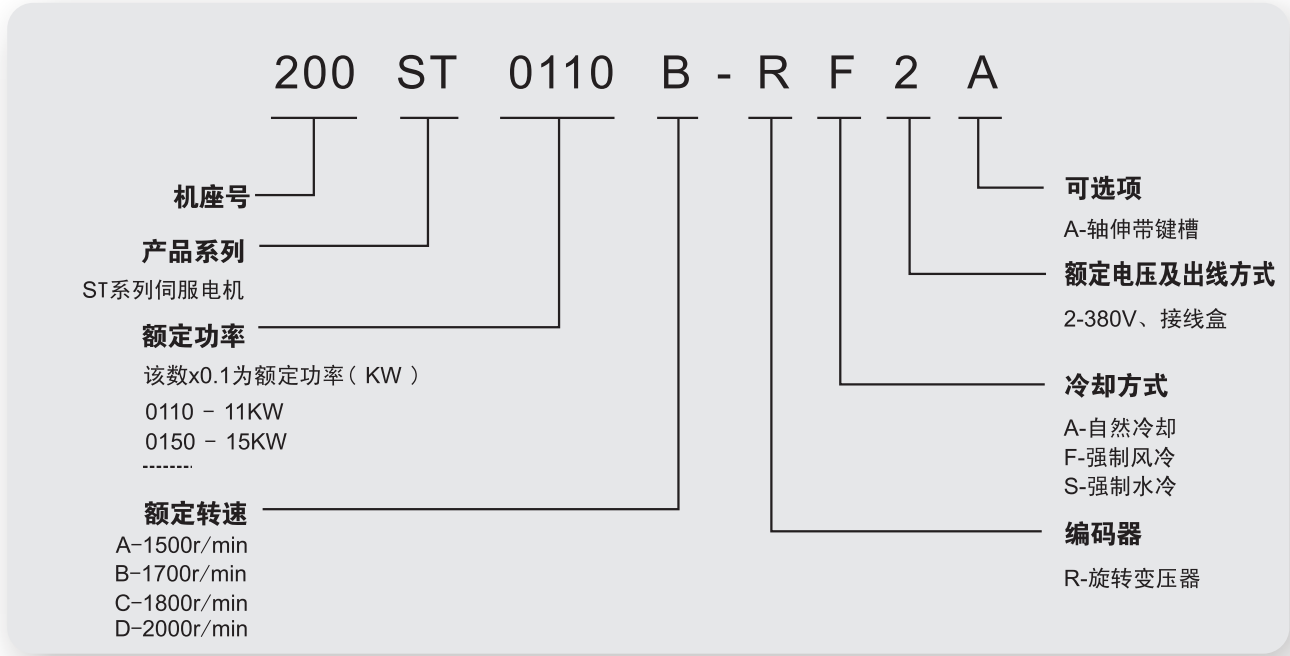 200 ST 0110 B - R F 2 A
机座号
产品系列
ST系列伺服电机
额定功率
该数x0.1为额定功率（ KW ）
0110 - 11KW
0150 - 15KW
--------
额定转速
A-1500r/min
B-1700r/min
C-1800r/min
D-2000r/min
可选项
A-轴伸带键槽
额定电压及出线方式
2-380V、接线盒
冷却方式
A-自然冷却
F-强制风冷
S-强制水冷
编码器
R-旋转变压器